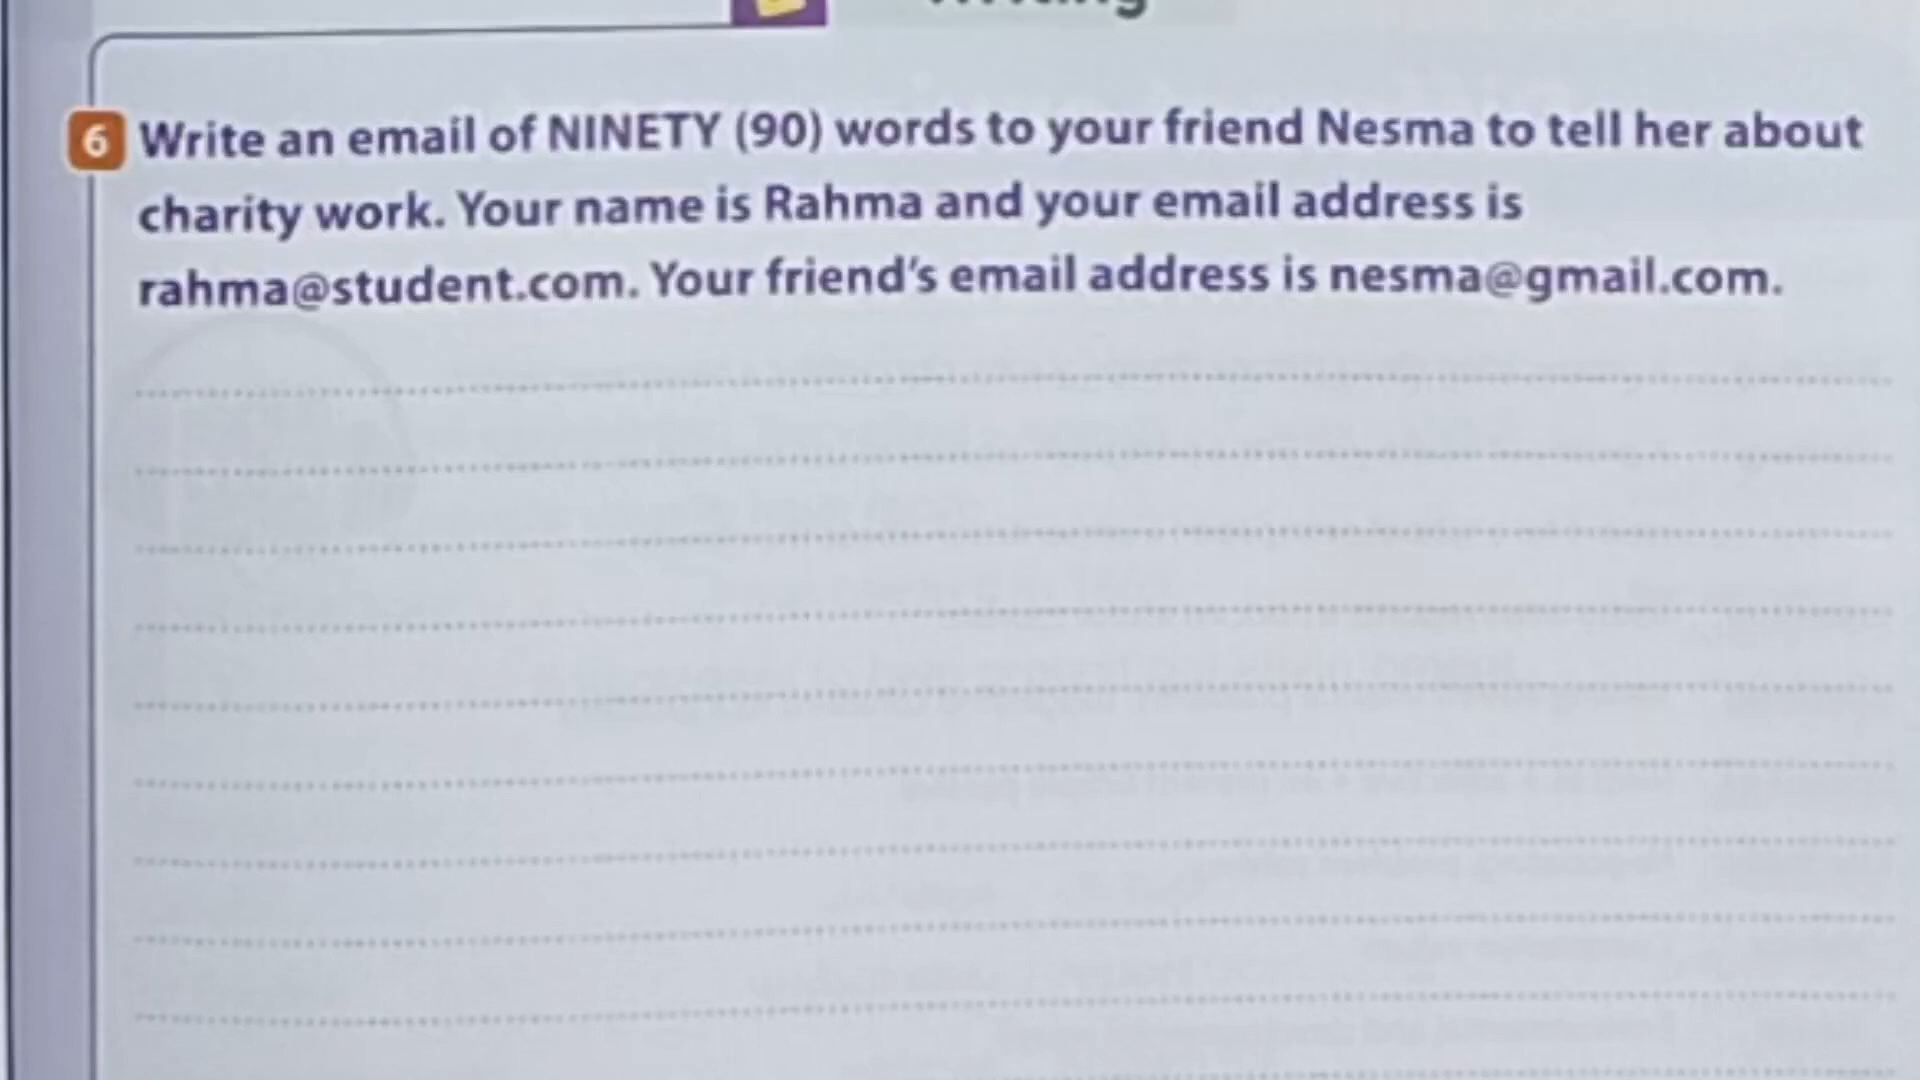 Writing
6 Write an email of NINETY (90) words to your friend Nesma to tell her about
charity work. Your name is Rahma and your email address is
rahma@student.com. Your friend's email address is nesma@gmail.com.